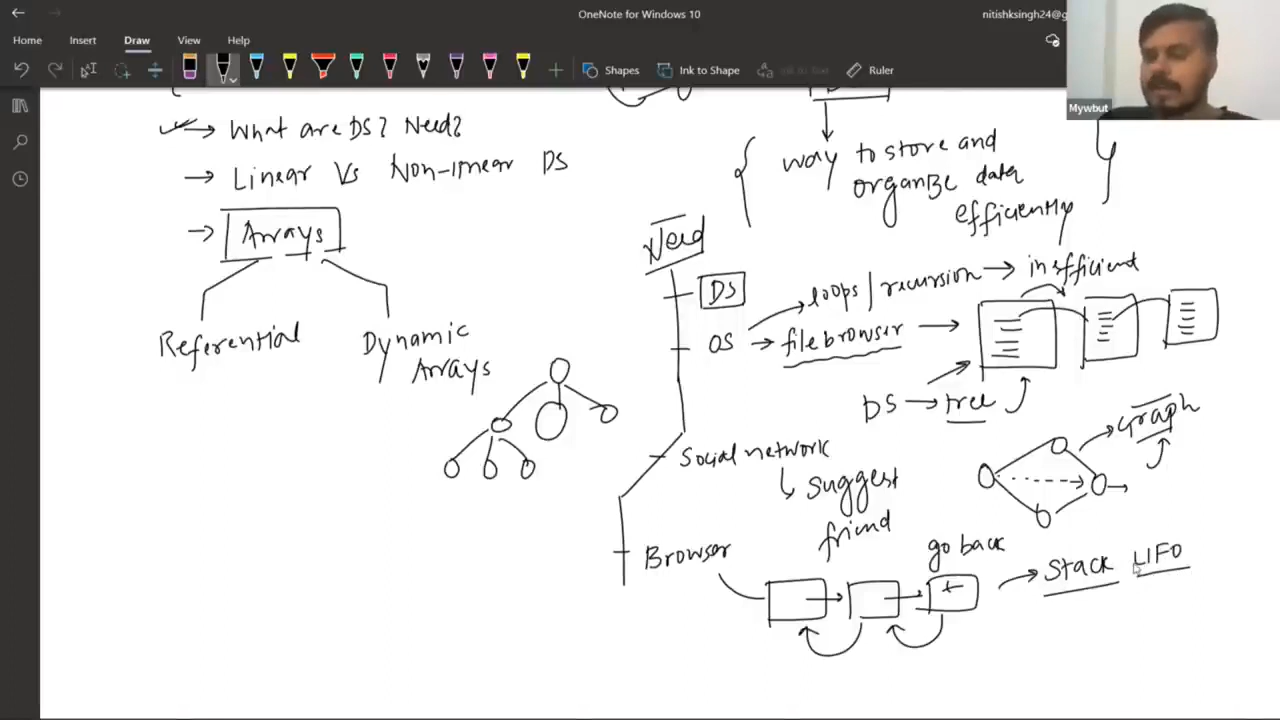 OneNote for Windows 10
nitishksingh24@g
Home Insert Draw View Help
Shapes Ink to Shape Ruler
Mywbut
→ What are DS? Need?
→ Linear Vs Non-linear DS
→ Arrays
Referential
Dynamic
Arrays
way to store and
organize data
efficiently
Need
DS
loops / recursion → inefficient
OS → file browser →
DS → tree
Social network
suggest
friend
Graph
Browser
go back
Stack LIFO